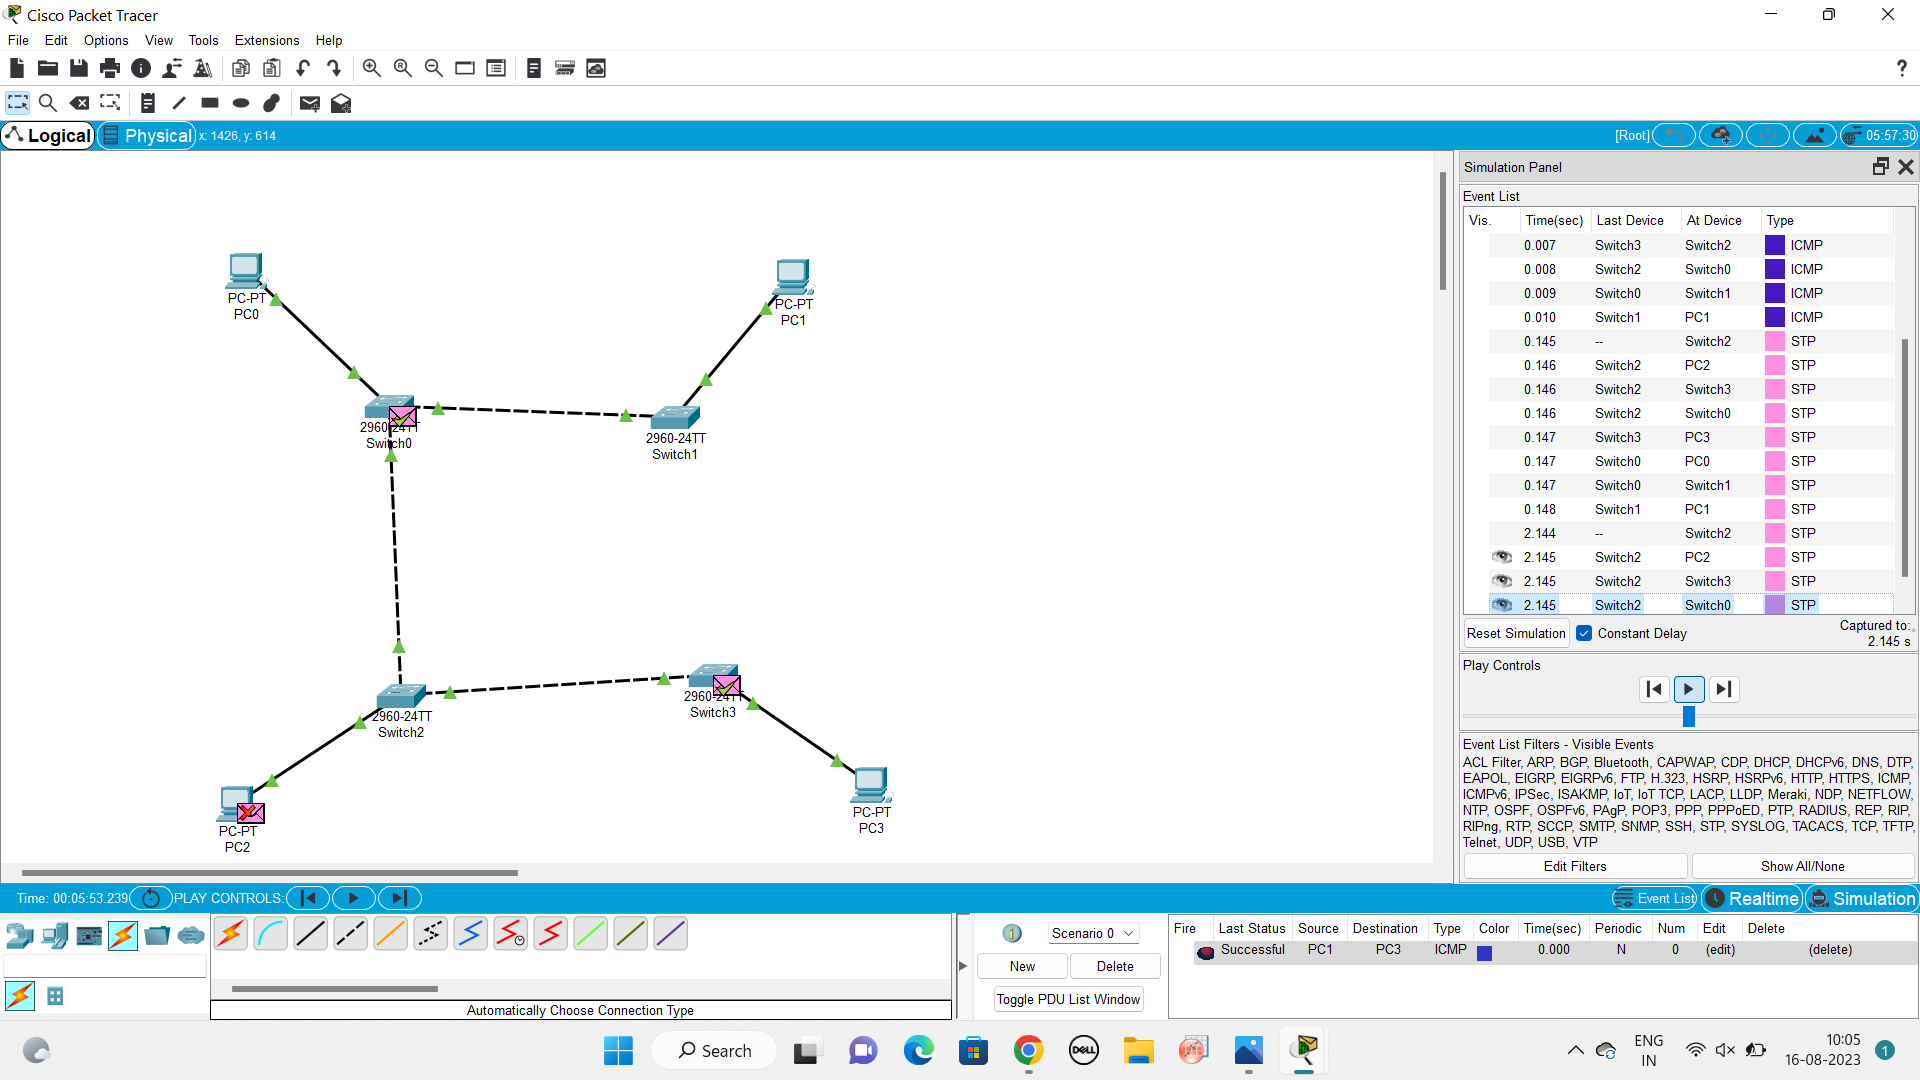 Cisco Packet Tracer
File Edit Options View Tools Extensions Help
Logical Physical x: 1426, y: 614 [Root] 05:57:30
PC-PT
PC0
PC-PT
PC1
2960-24TT
Switch0
2960-24TT
Switch1
2960-24TT
Switch2
2960-24TT
Switch3
PC-PT
PC2
PC-PT
PC3
Simulation Panel
Event List
Vis. Time(sec) Last Device At Device Type
0.007 Switch3 Switch2 ICMP
0.008 Switch2 Switch0 ICMP
0.009 Switch0 Switch1 ICMP
0.010 Switch1 PC1 ICMP
0.145 -- Switch2 STP
0.146 Switch2 PC2 STP
0.146 Switch2 Switch3 STP
0.146 Switch2 Switch0 STP
0.147 Switch3 PC3 STP
0.147 Switch0 PC0 STP
0.147 Switch0 Switch1 STP
0.148 Switch1 PC1 STP
2.144 -- Switch2 STP
2.145 Switch2 PC2 STP
2.145 Switch2 Switch3 STP
2.145 Switch2 Switch0 STP
Reset Simulation Constant Delay Captured to:
2.145 s
Play Controls
Event List Filters - Visible Events
ACL Filter, ARP, BGP, Bluetooth, CAPWAP, CDP, DHCP, DHCPv6, DNS, DTP,
EAPOL, EIGRP, EIGRPv6, FTP, H.323, HSRP, HSRPv6, HTTP, HTTPS, ICMP,
ICMPv6, IPSec, ISAKMP, IoT, IoT TCP, LACP, LLDP, Meraki, NDP, NETFLOW,
NTP, OSPF, OSPFv6, PAgP, POP3, PPP, PPPoED, PTP, RADIUS, REP, RIP,
RIPng, RTP, SCCP, SMTP, SNMP, SSH, STP, SYSLOG, TACACS, TCP, TFTP,
Telnet, UDP, USB, VTP
Edit Filters Show All/None
Time: 00:05:53.239 PLAY CONTROLS: Event List Realtime Simulation
Automatically Choose Connection Type
Scenario 0
New Delete
Toggle PDU List Window
Fire Last Status Source Destination Type Color Time(sec) Periodic Num Edit Delete
Successful PC1 PC3 ICMP 0.000 N 0 (edit) (delete)
Search
DELL
ENG
IN
10:05
16-08-2023
1